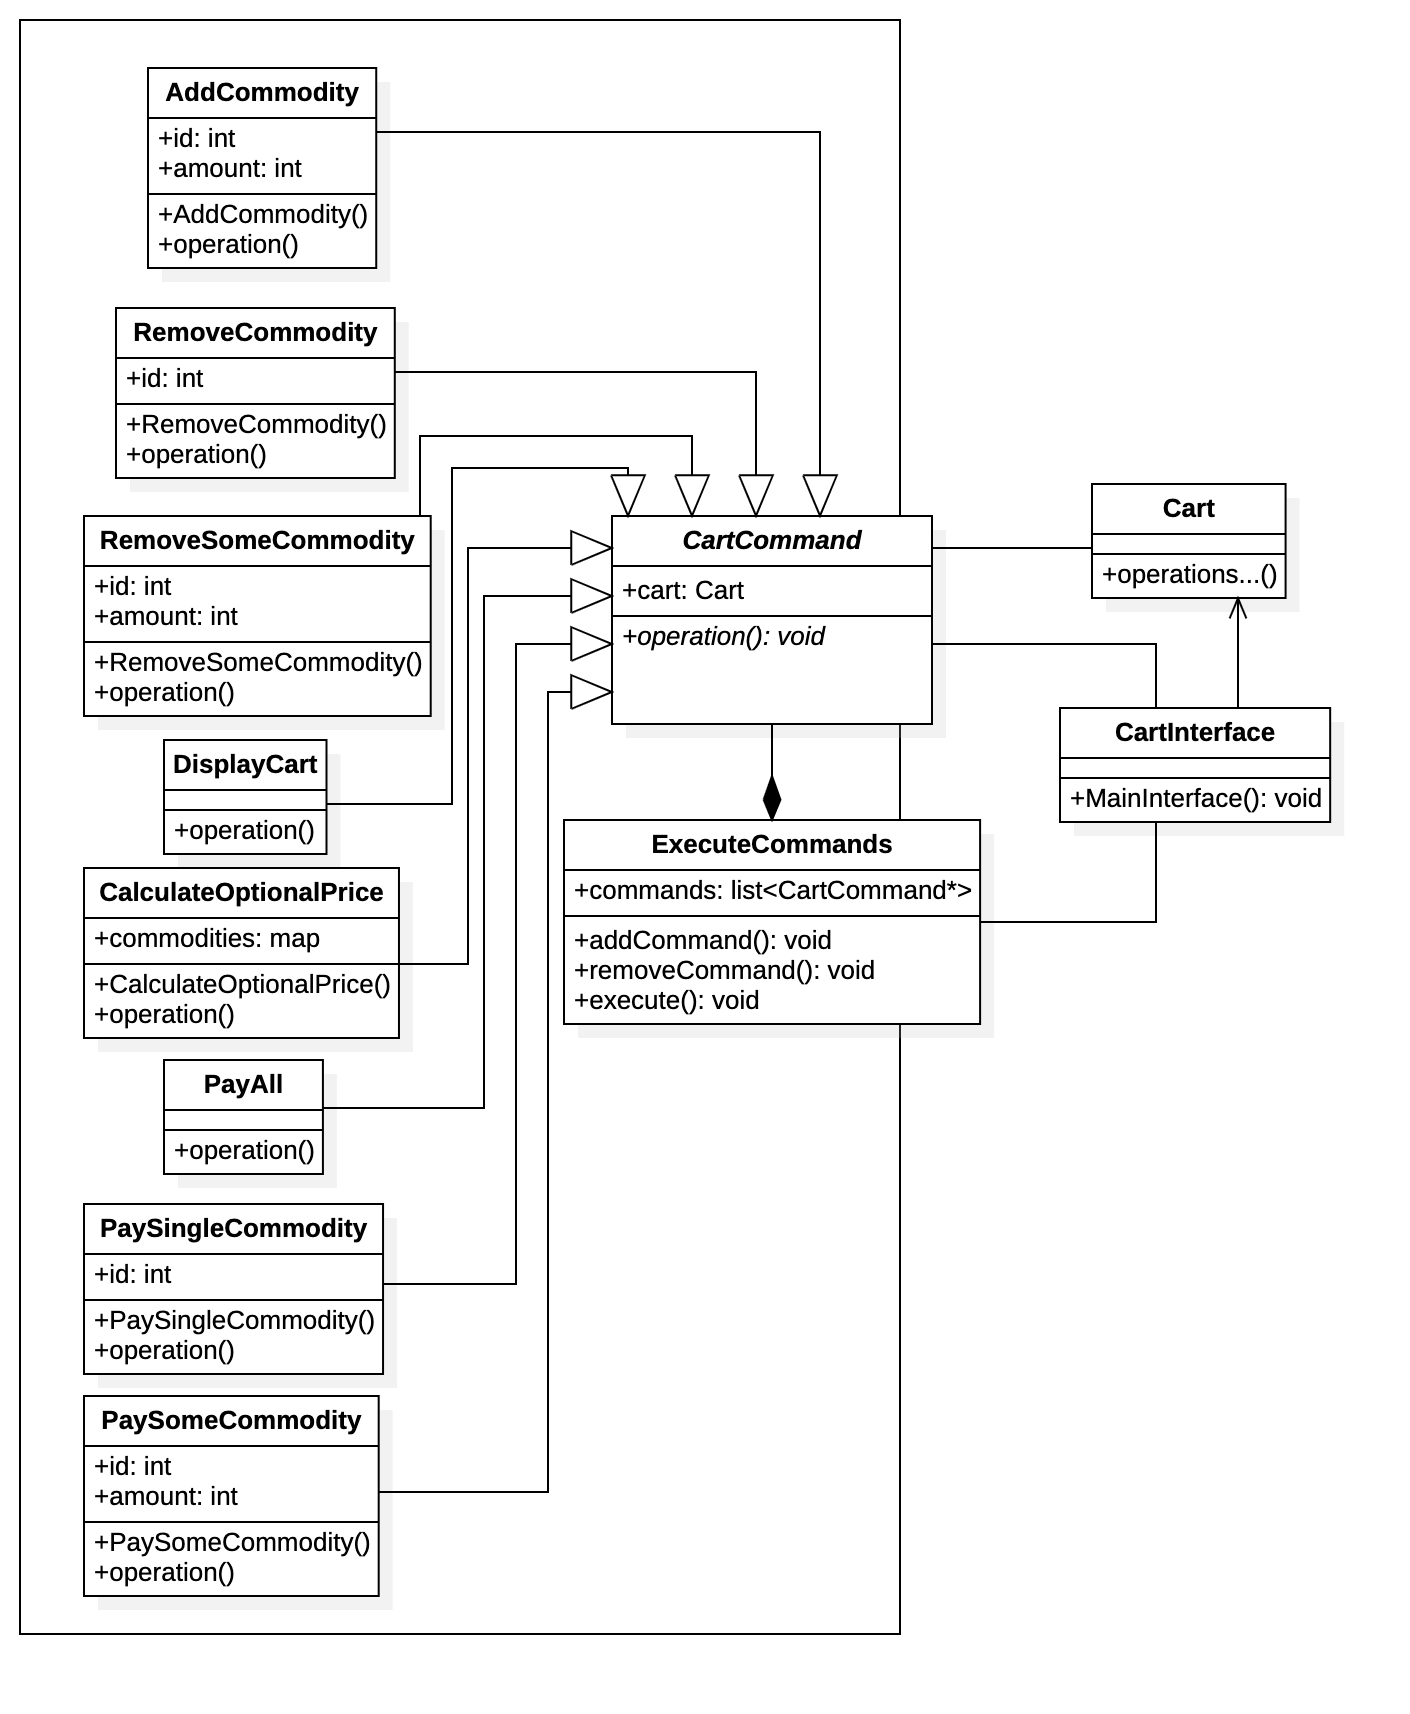 AddCommodity
+id: int
+amount: int
+AddCommodity()
+operation()
RemoveCommodity
+id: int
+RemoveCommodity()
+operation()
RemoveSomeCommodity
+id: int
+amount: int
+RemoveSomeCommodity()
+operation()
DisplayCart
+operation()
CalculateOptionalPrice
+commodities: map
+CalculateOptionalPrice()
+operation()
PayAll
+operation()
PaySingleCommodity
+id: int
+PaySingleCommodity()
+operation()
PaySomeCommodity
+id: int
+amount: int
+PaySomeCommodity()
+operation()
CartCommand
+cart: Cart
+operation(): void
ExecuteCommands
+commands: list<CartCommand*>
+addCommand(): void
+removeCommand(): void
+execute(): void
Cart
+operations...()
CartInterface
+MainInterface(): void